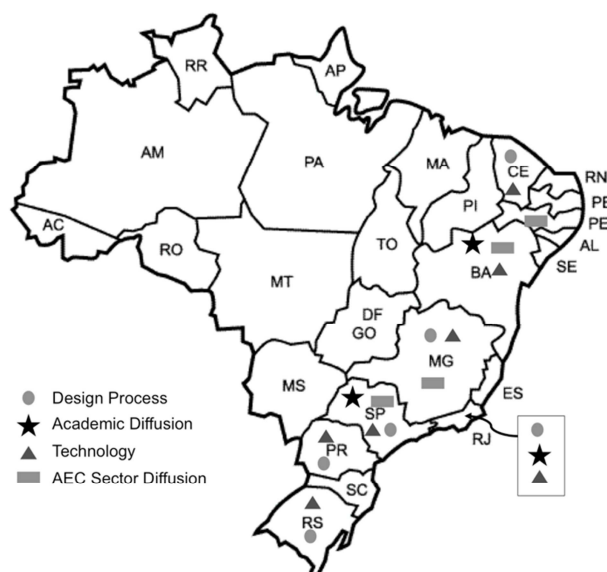 RR
AP
AM
PA
MA
CE
RN
PI
PE
PE
AL
SE
AC
RO
TO
BA
MT
DF
GO
MG
MS
ES
SP
RJ
PR
SC
RS
Design Process
Academic Diffusion
Technology
AEC Sector Diffusion